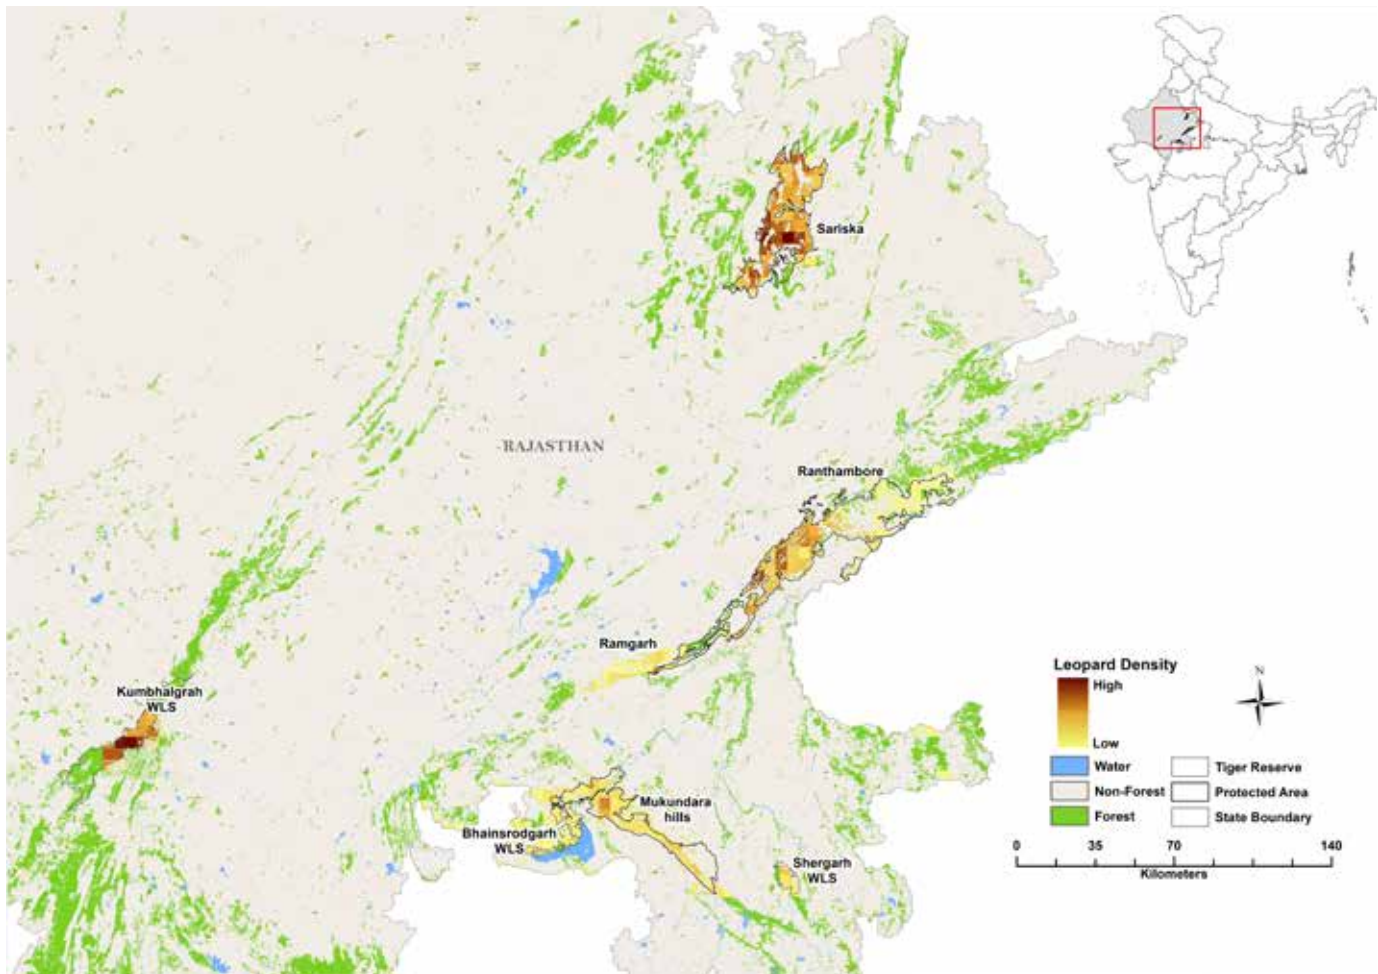 Sariska
- RAJASTHAN
Ranthambore
Ramgarh
Kumbhalgrah
WLS
Mukundara
hills
Bhainsrodgarh
WLS
Shergarh
WLS
Leopard Density
High
Low
Water
Non-Forest
Forest
Tiger Reserve
Protected Area
State Boundary
N
0 35 70 140
Kilometers